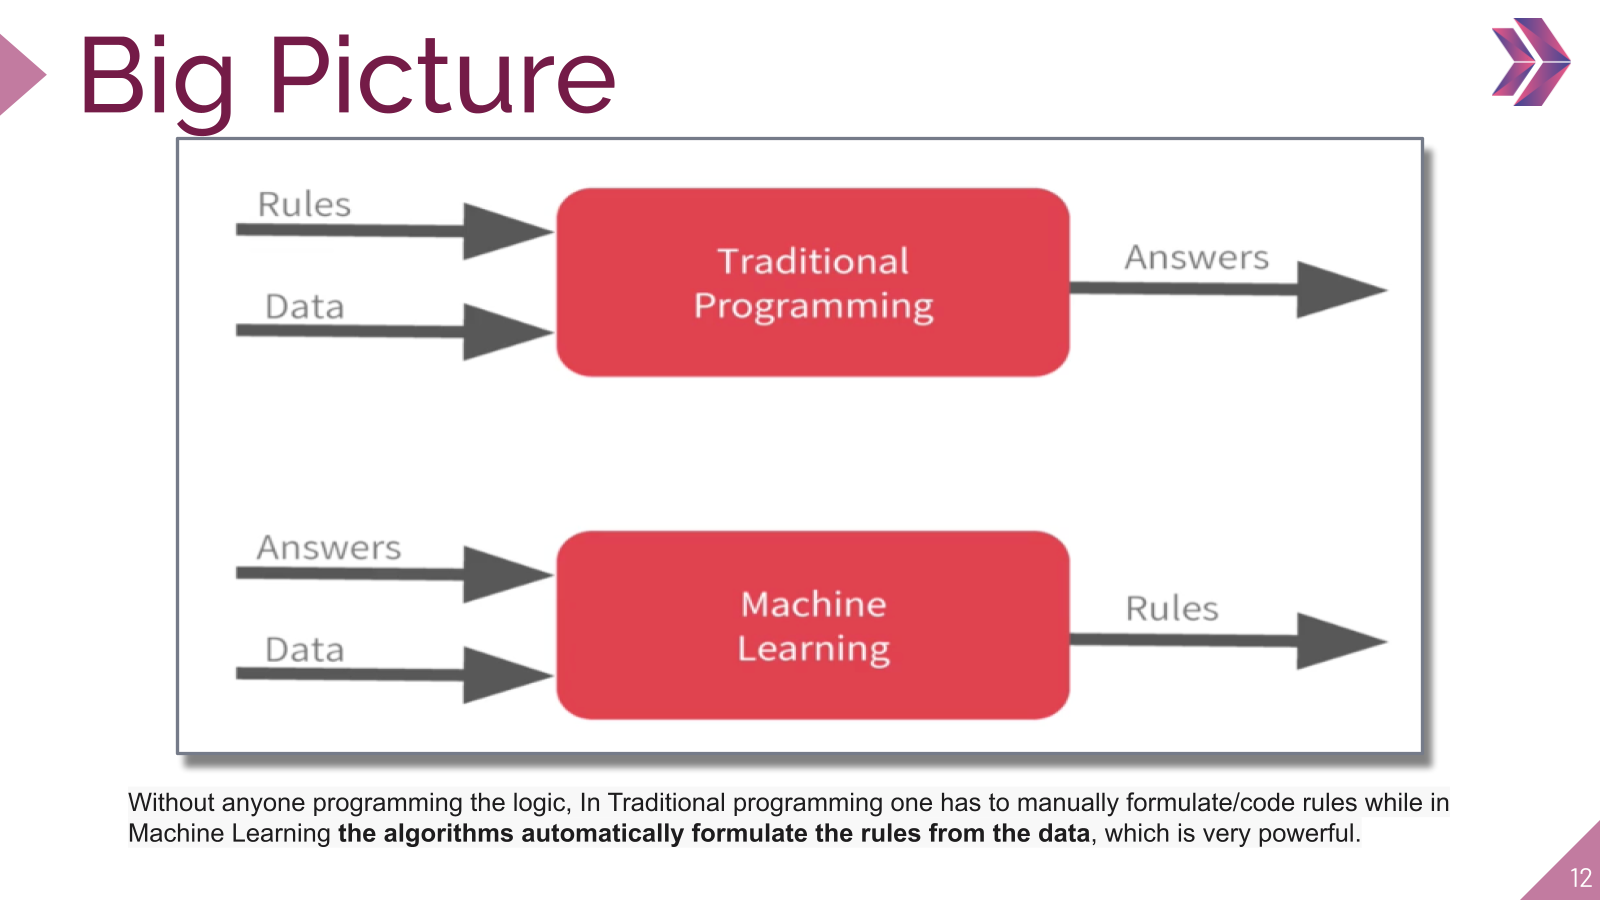 Big Picture
Rules
Data
Traditional
Programming
Answers
Answers
Data
Machine
Learning
Rules
Without anyone programming the logic, In Traditional programming one has to manually formulate/code rules while in
Machine Learning the algorithms automatically formulate the rules from the data, which is very powerful.
12